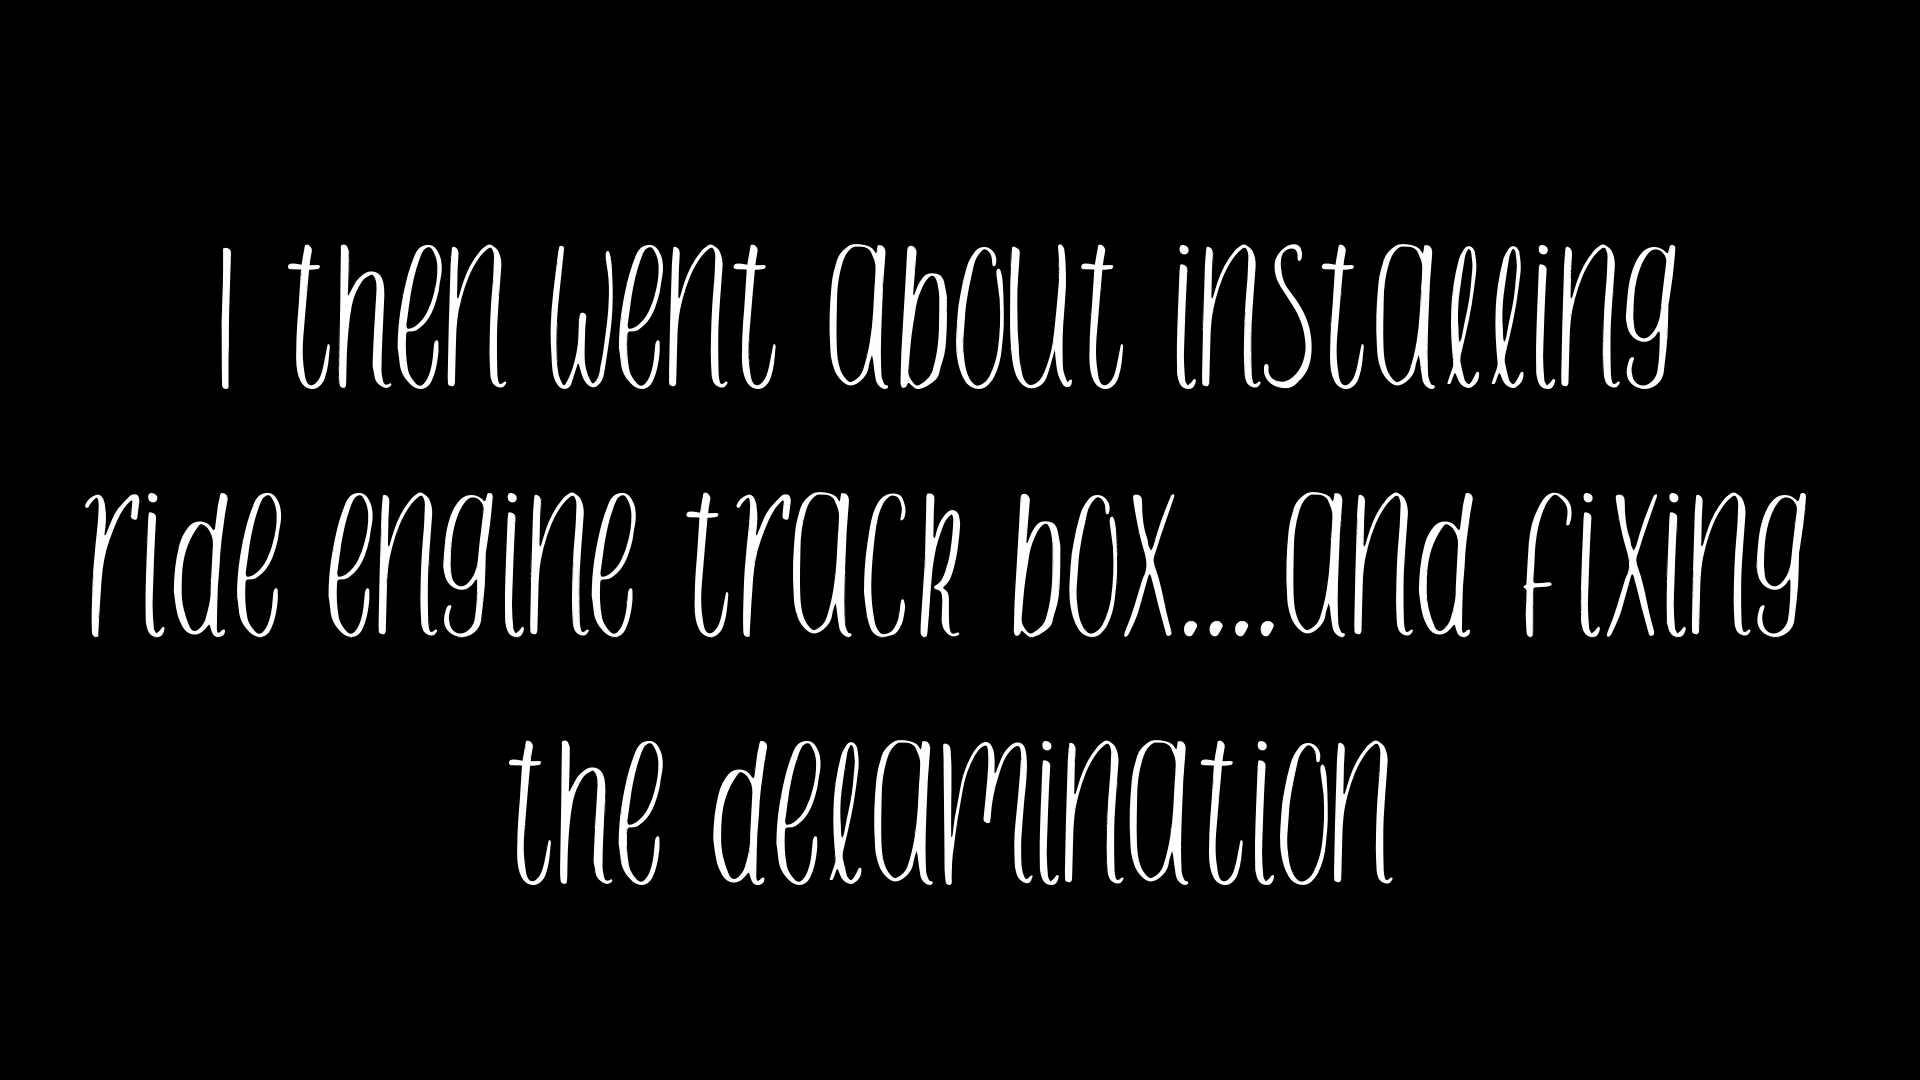 I then went about installing
ride engine track box....and fixing
the delamination